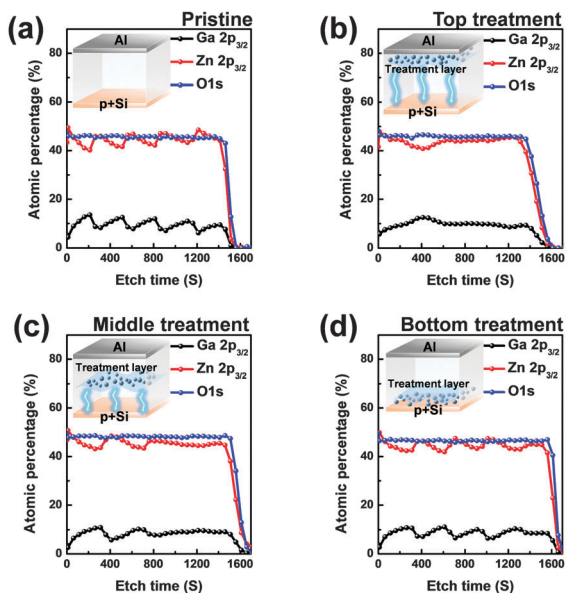 (a)
Pristine
Al
p+Si
Ga 2p3/2
Zn 2p3/2
O1s
Atomic percentage (%)
80
60
40
20
0
0 400 800 1200 1600
Etch time (S)
(b)
Top treatment
Al
Treatment layer
p+Si
Ga 2p3/2
Zn 2p3/2
O1s
Atomic percentage (%)
80
60
40
20
0
0 400 800 1200 1600
Etch time (S)
(c)
Middle treatment
Al
Treatment layer
p+Si
Ga 2p3/2
Zn 2p3/2
O1s
Atomic percentage (%)
80
60
40
20
0
0 400 800 1200 1600
Etch time (S)
(d)
Bottom treatment
Al
Treatment layer
p+Si
Ga 2p3/2
Zn 2p3/2
O1s
Atomic percentage (%)
80
60
40
20
0
0 400 800 1200 1600
Etch time (S)